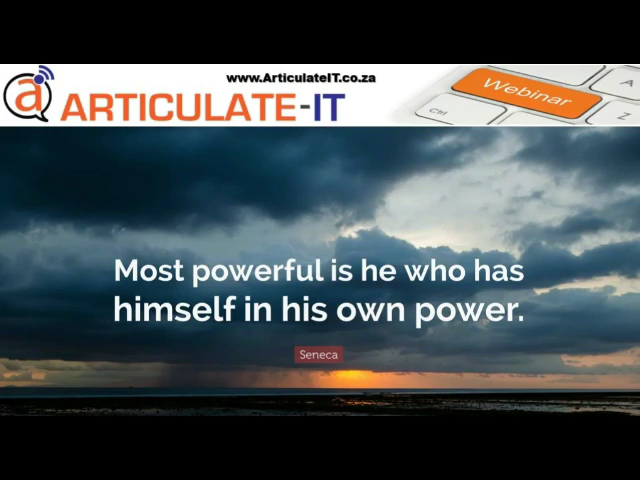 www.ArticulateIT.co.za
a
ARTICULATE-IT
Webinar
Ctrl
A
Z
Most powerful is he who has
himself in his own power.
Seneca